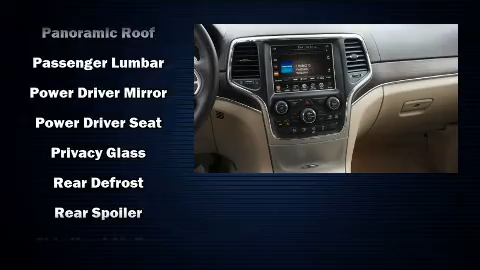 Panoramic Roof
Passenger Lumbar
Power Driver Mirror
Power Driver Seat
Privacy Glass
Rear Defrost
Rear Spoiler